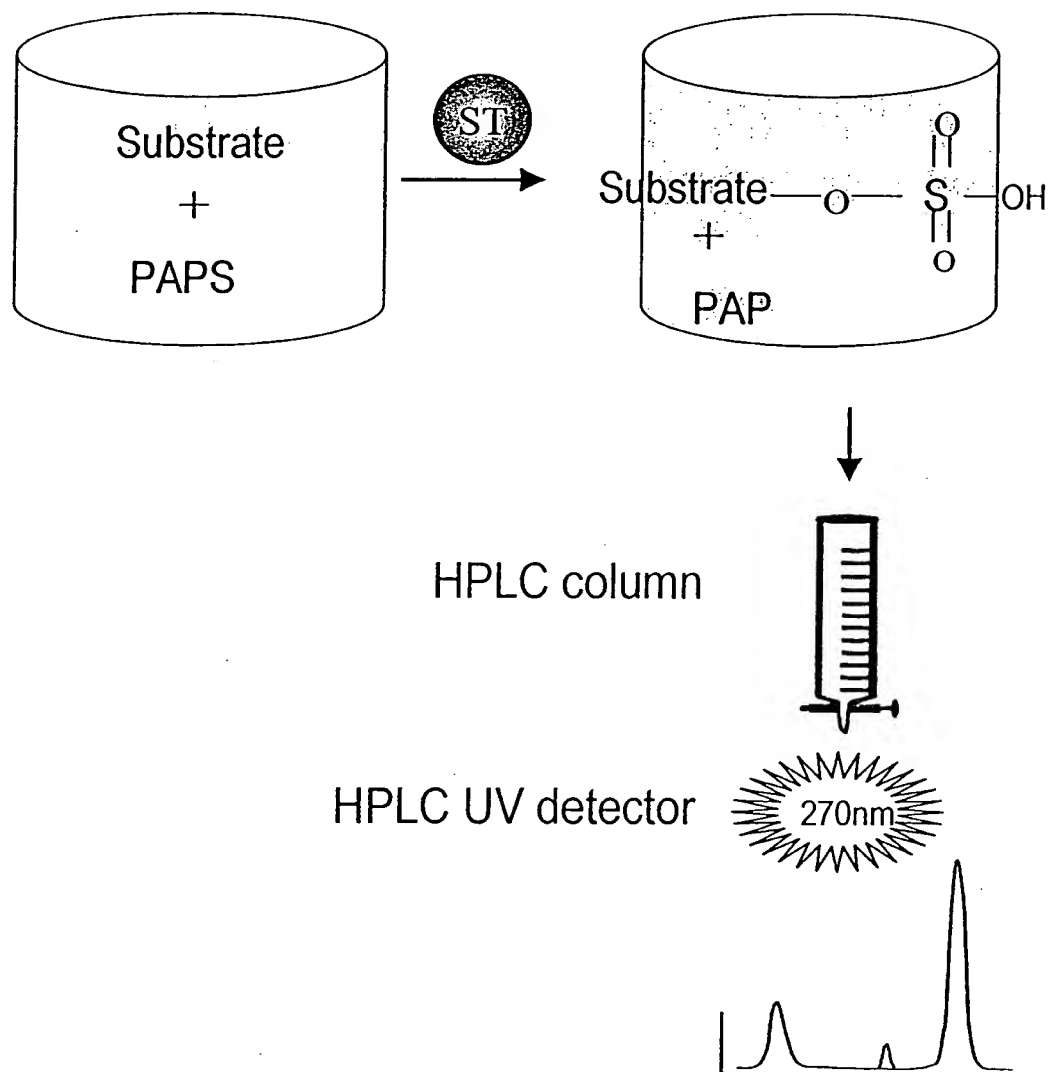 Substrate
+
PAPS
ST
Substrate—O—S—OH
O
O
+
PAP
HPLC column
HPLC UV detector
270nm